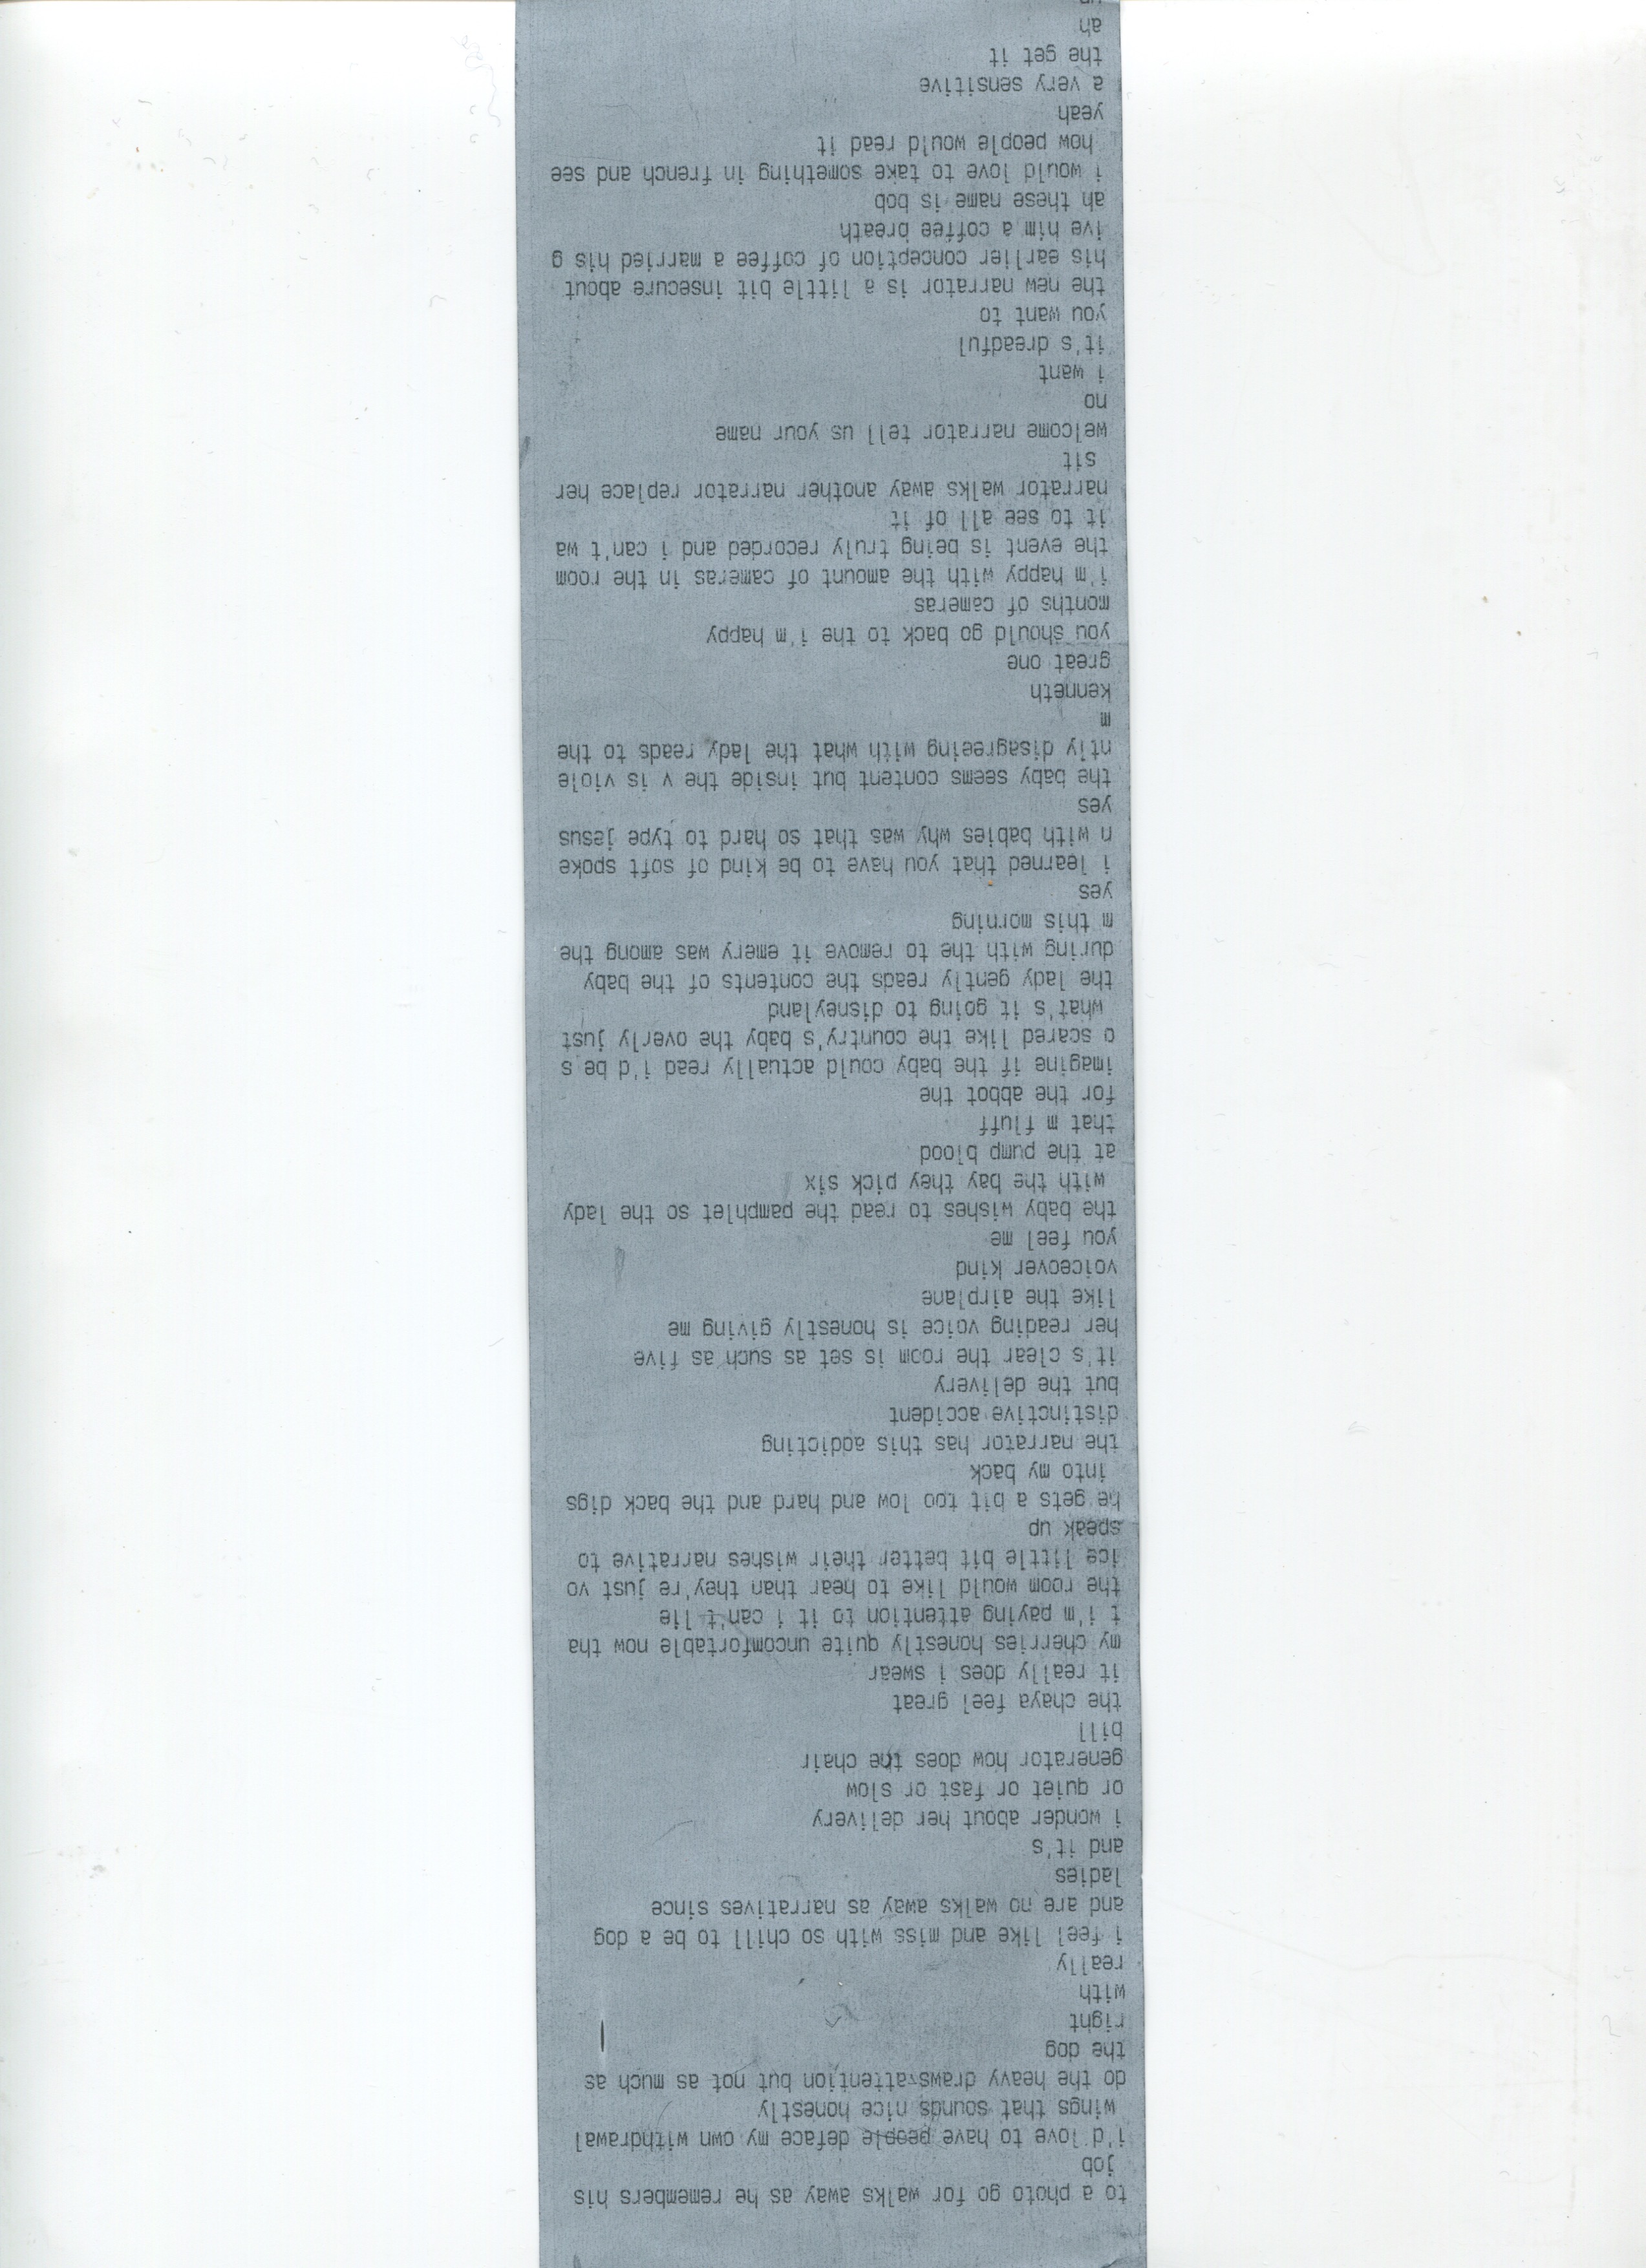 to a photo go for walks away as he remembers his
job
i'd love to have people deface my own withdrawal
wings that sounds nice honestly
do the heavy draws attention but not as much as
the dog
right
with
really
i feel like and miss with so chill to be a dog
and are no walks away as narratives since
ladies
and it's
i wonder about her delivery
or quiet or fast or slow
generator how does the chair
bill
the chaya feel great
it really does i swear
my cherries honestly quite uncomfortable now tha
t i'm paying attention to it i can't lie
the room would like to hear than they're just vo
ice little bit better their wishes narrative to
speak up
he gets a bit too low and hard and the back digs
into my back
the narrator has this addicting
distinctive accident
but the delivery
it's clear the room is set as such as five
her reading voice is honestly giving me
like the airplane
voiceover kind
you feel me
the baby wishes to read the pamphlet so the lady
with the bay they pick six
at the pump blood
that m fluff
for the abbot the
imagine if the baby could actually read i'd be s
o scared like the country's baby the overly just
what's it going to disneyland
the lady gently reads the contents of the baby
during with the to remove it emery was among the
m this morning
yes
i learned that you have to be kind of soft spoke
n with babies why was that so hard to type jesus
yes
the baby seems content but inside the v is viole
ntly disagreeing with what the lady reads to the
m
kenneth
great one
you should go back to the i'm happy
months of cameras
i'm happy with the amount of cameras in the room
the event is being truly recorded and i can't wa
it to see all of it
narrator walks away another narrator replace her
sit
welcome narrator tell us your name
no
i want
it's dreadful
you want to
the new narrator is a little bit insecure about
his earlier conception of coffee a married his g
ive him a coffee breath
ah these name is bob
i would love to take something in french and see
how people would read it
yeah
a very sensitive
the get it
ah